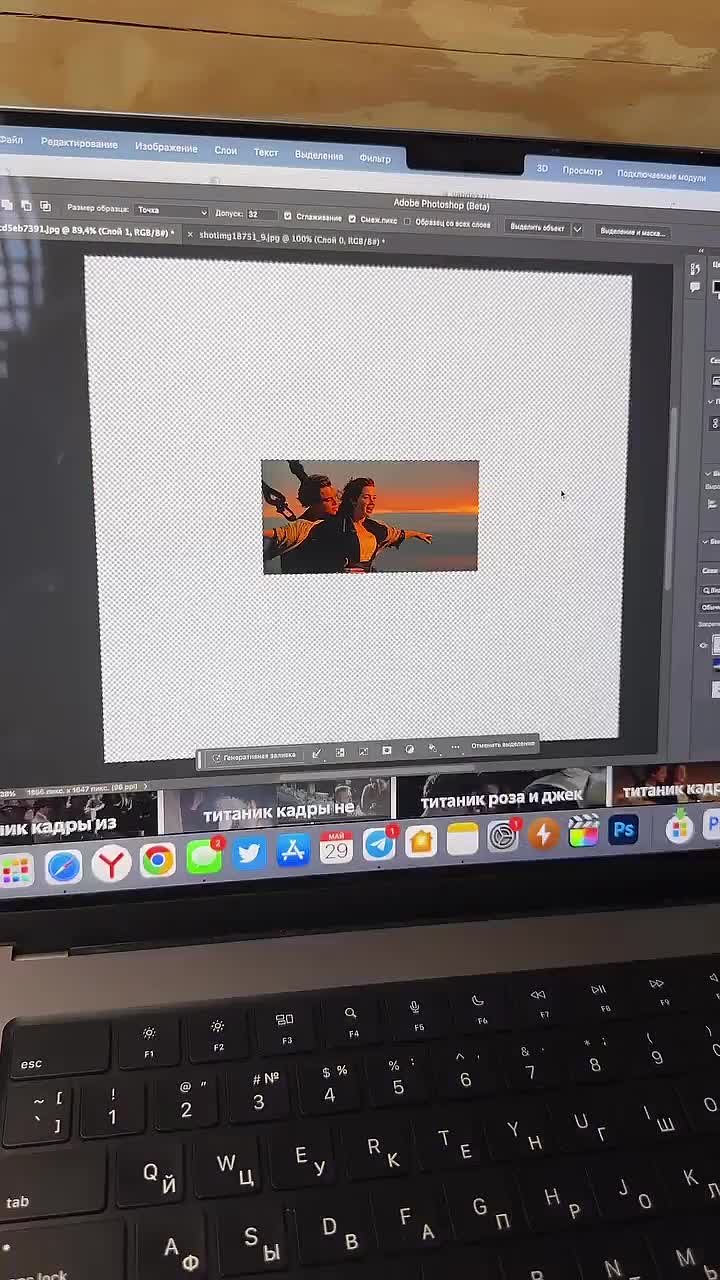 Файл Редактирование Изображение Слои Текст Выделение Фильтр 3D Просмотр Подключаемые модули
Adobe Photoshop (Beta)
Размер образца: Точка Допуск: 32 Сглаживание Смеж.пикс Образец со всех слоев Выделить объект Выделение и маска...
cd5eb7391.jpg @ 89,4% (Слой 1, RGB/8#) * × shotimg18751_9.jpg @ 100% (Слой 0, RGB/8#) *
Генеративная заливка ... Отменить выделение
1866 пикс. x 1647 пикс. (96 ppi)
ник кадры из
титаник кадры не
титаник роза и джек
титаник кадр
2
МАЙ
29
1
1
Ps
esc F1 F2 F3 F4 F5 F6 F7 F8 F9
~ [ ` ] ! 1 @ " 2 # № 3 $ % 4 % : 5 ^ , 6 & . 7 * ; 8 ( 9
tab Q Й W Ц E У R К T Е Y Н U Г I Ш O
A Ф S Ы D В F А G П H Р J О K Л
lock